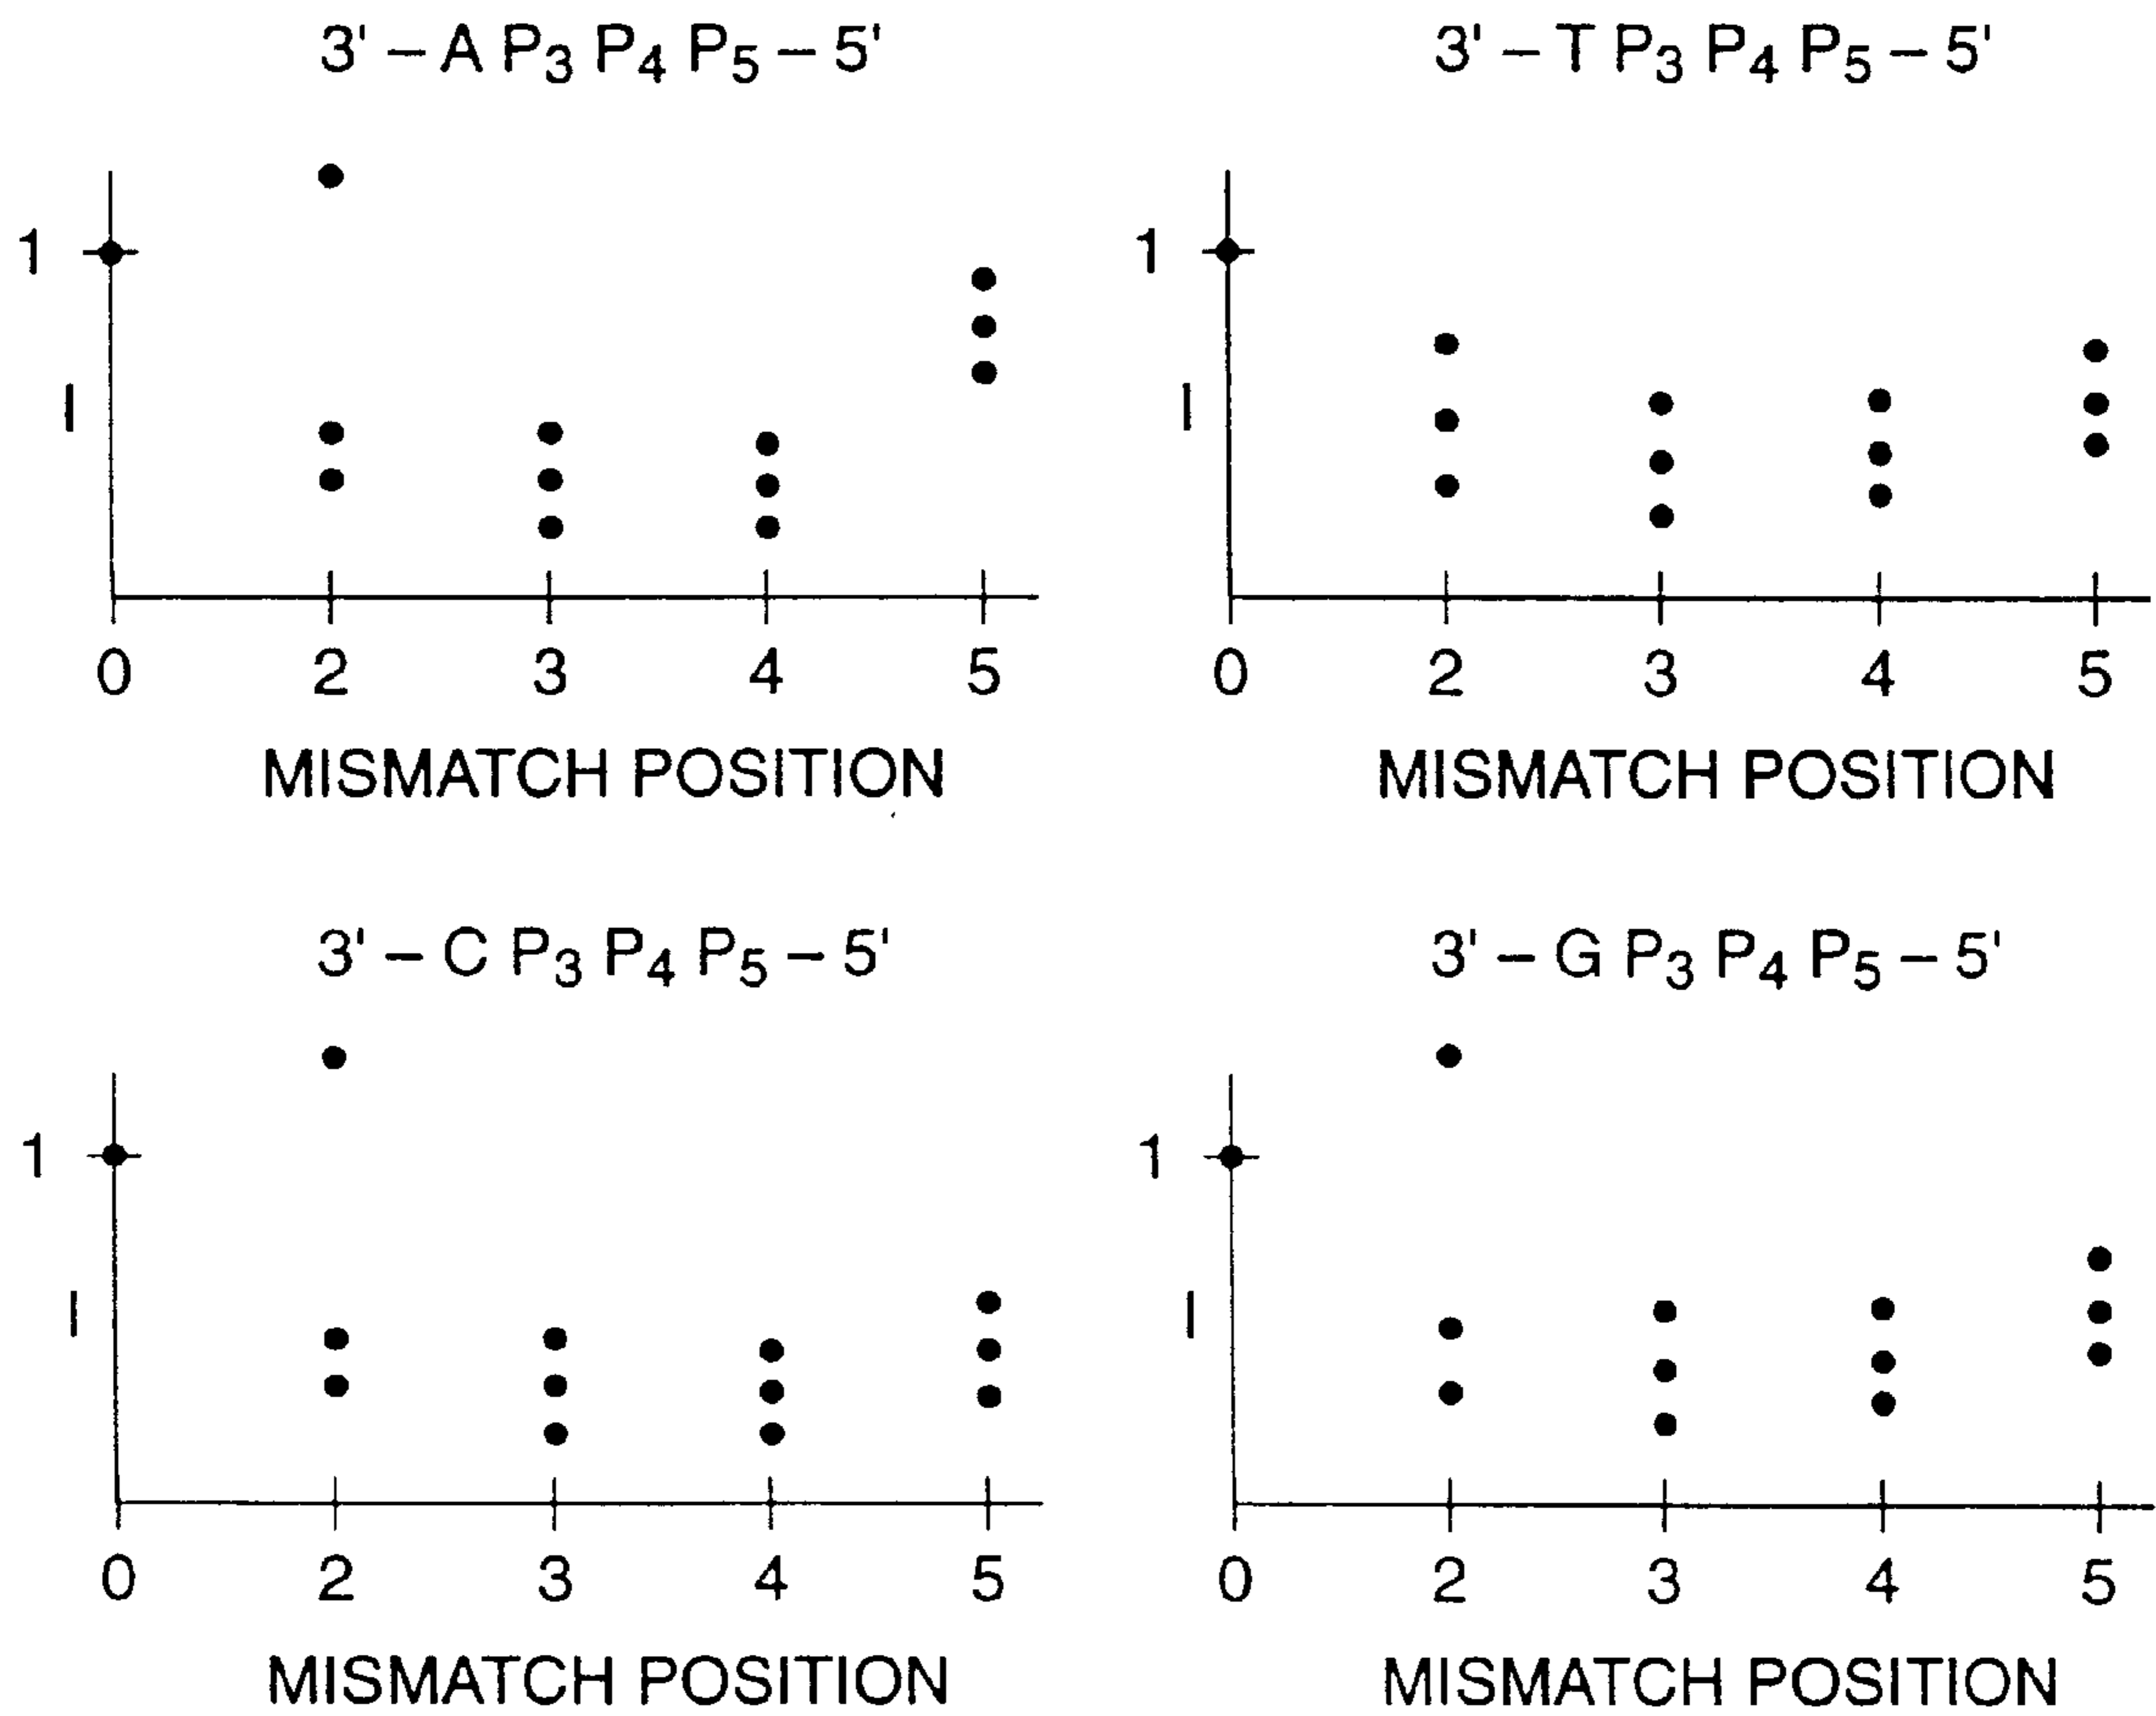 3' – A P3 P4 P5 – 5'
1
I
0 2 3 4 5
MISMATCH POSITION
3' – T P3 P4 P5 – 5'
1
I
0 2 3 4 5
MISMATCH POSITION
3' – C P3 P4 P5 – 5'
1
I
0 2 3 4 5
MISMATCH POSITION
3' – G P3 P4 P5 – 5'
1
I
0 2 3 4 5
MISMATCH POSITION